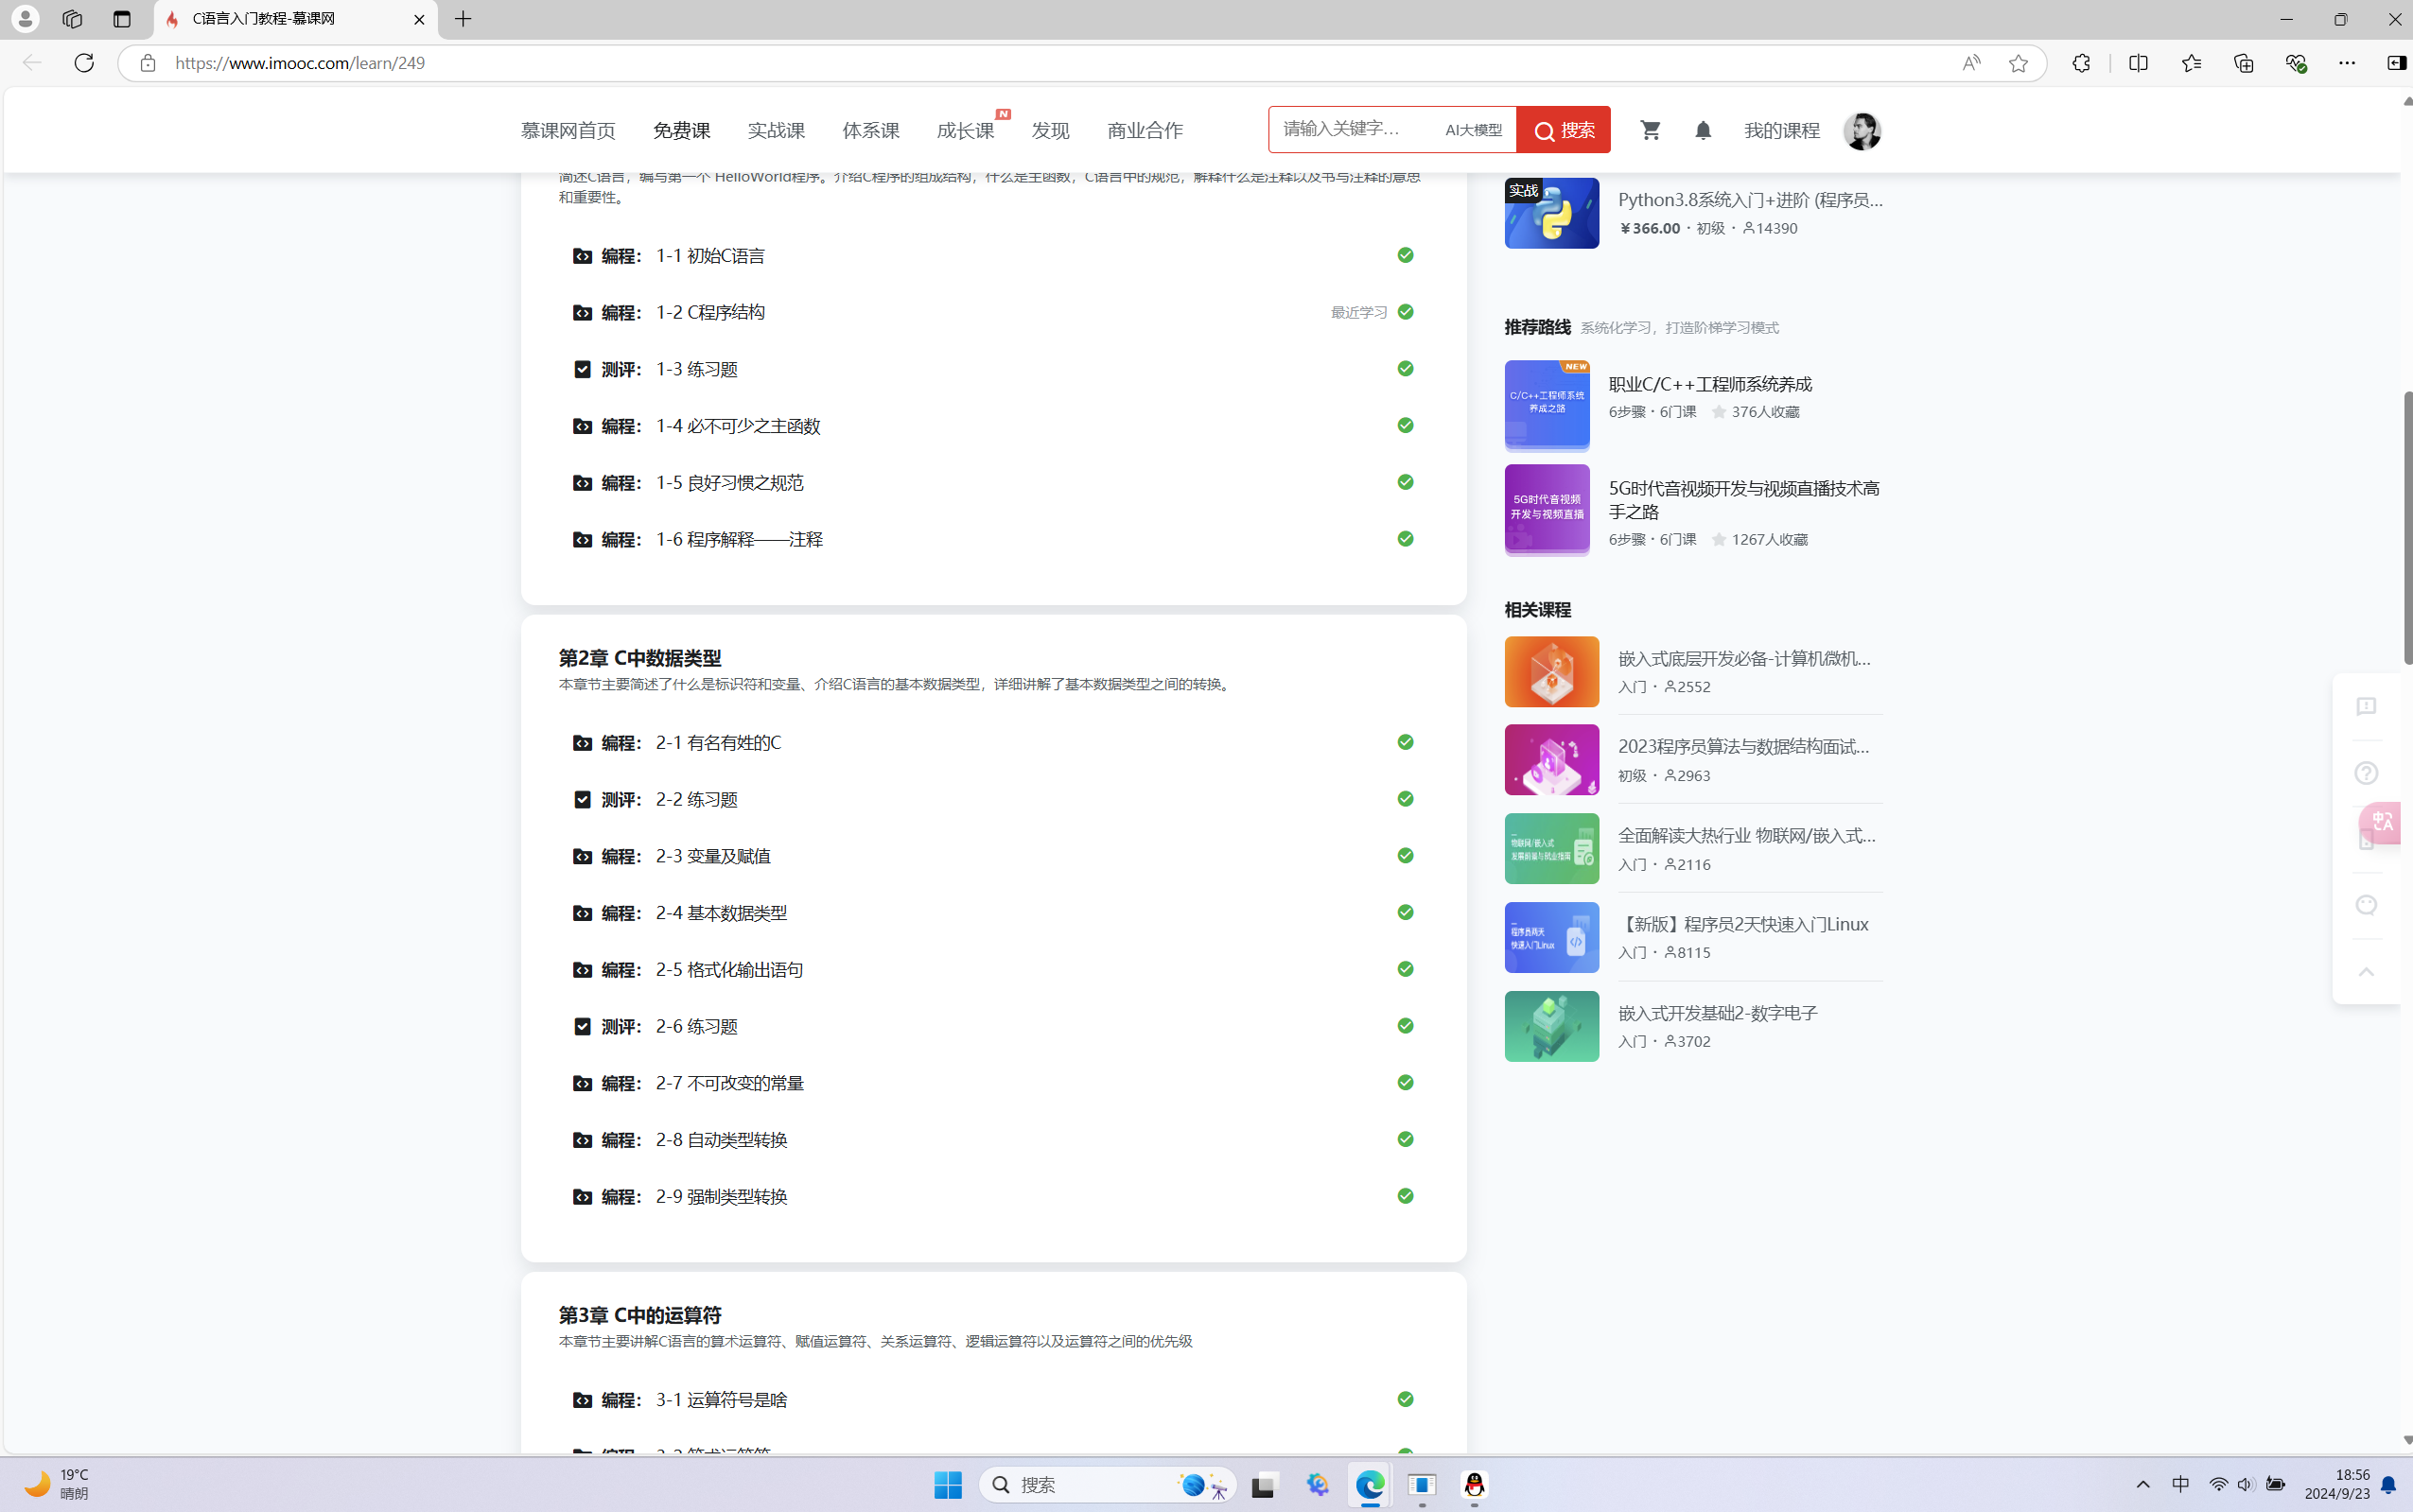 C语言入门教程-慕课网
https://www.imooc.com/learn/249
慕课网首页
免费课
实战课
体系课
成长课
N
发现
商业合作
请输入关键字...
AI大模型
搜索
我的课程
简述C语言，编写第一个 HelloWorld程序。介绍C程序的组成结构，什么是主函数，C语言中的规范，解释什么是注释以及书写注释的意思
和重要性。
编程： 1-1 初始C语言
编程： 1-2 C程序结构 最近学习
测评： 1-3 练习题
编程： 1-4 必不可少之主函数
编程： 1-5 良好习惯之规范
编程： 1-6 程序解释——注释
第2章 C中数据类型
本章节主要简述了什么是标识符和变量、介绍C语言的基本数据类型，详细讲解了基本数据类型之间的转换。
编程： 2-1 有名有姓的C
测评： 2-2 练习题
编程： 2-3 变量及赋值
编程： 2-4 基本数据类型
编程： 2-5 格式化输出语句
测评： 2-6 练习题
编程： 2-7 不可改变的常量
编程： 2-8 自动类型转换
编程： 2-9 强制类型转换
第3章 C中的运算符
本章节主要讲解C语言的算术运算符、赋值运算符、关系运算符、逻辑运算符以及运算符之间的优先级
编程： 3-1 运算符号是啥
实战
Python3.8系统入门+进阶 (程序员...
¥366.00 · 初级 · 14390
推荐路线 系统化学习，打造阶梯学习模式
NEW
C/C++工程师系统
养成之路
职业C/C++工程师系统养成
6步骤 · 6门课 376人收藏
5G时代音视频
开发与视频直播
5G时代音视频开发与视频直播技术高
手之路
6步骤 · 6门课 1267人收藏
相关课程
嵌入式底层开发必备-计算机微机...
入门 · 2552
2023程序员算法与数据结构面试...
初级 · 2963
物联网/嵌入式
发展前景与就业指南
全面解读大热行业 物联网/嵌入式...
入门 · 2116
程序员两天
快速入门Linux
【新版】程序员2天快速入门Linux
入门 · 8115
嵌入式开发基础2-数字电子
入门 · 3702
19°C
晴朗
搜索
中
18:56
2024/9/23